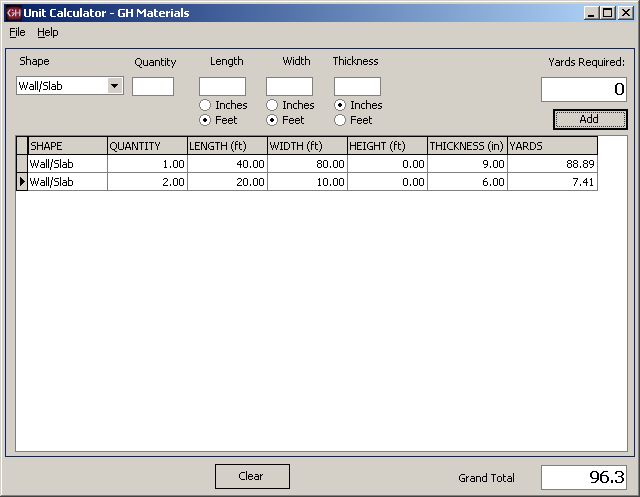 GH Unit Calculator - GH Materials
File Help
Shape Quantity Length Width Thickness Yards Required:
Wall/Slab 0
Inches Inches Inches
Feet Feet Feet Add
SHAPE QUANTITY LENGTH (ft) WIDTH (ft) HEIGHT (ft) THICKNESS (in) YARDS
Wall/Slab 1.00 40.00 80.00 0.00 9.00 88.89
Wall/Slab 2.00 20.00 10.00 0.00 6.00 7.41
Clear Grand Total 96.3